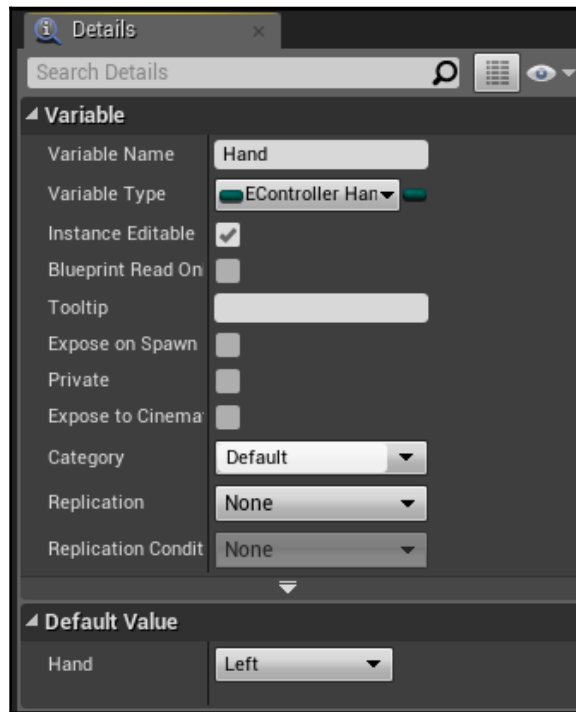 Details
Search Details
Variable
Variable Name Hand
Variable Type EController Han
Instance Editable
Blueprint Read On
Tooltip
Expose on Spawn
Private
Expose to Cinema
Category Default
Replication None
Replication Condit None
Default Value
Hand Left